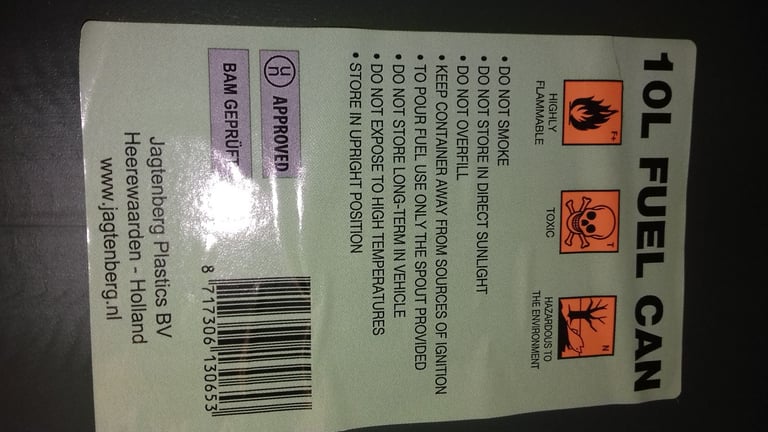 10L FUEL CAN
F+
T
N
HIGHLY
FLAMMABLE
TOXIC
HAZARDOUS TO
THE ENVIRONMENT
• DO NOT SMOKE
• DO NOT STORE IN DIRECT SUNLIGHT
• DO NOT OVERFILL
• KEEP CONTAINER AWAY FROM SOURCES OF IGNITION
• TO POUR FUEL USE ONLY THE SPOUT PROVIDED
• DO NOT STORE LONG-TERM IN VEHICLE
• DO NOT EXPOSE TO HIGH TEMPERATURES
• STORE IN UPRIGHT POSITION
APPROVED
BAM GEPRÜFT
8 717306 130653
Jagtenberg Plastics BV
Heerewaarden - Holland
www.jagtenberg.nl